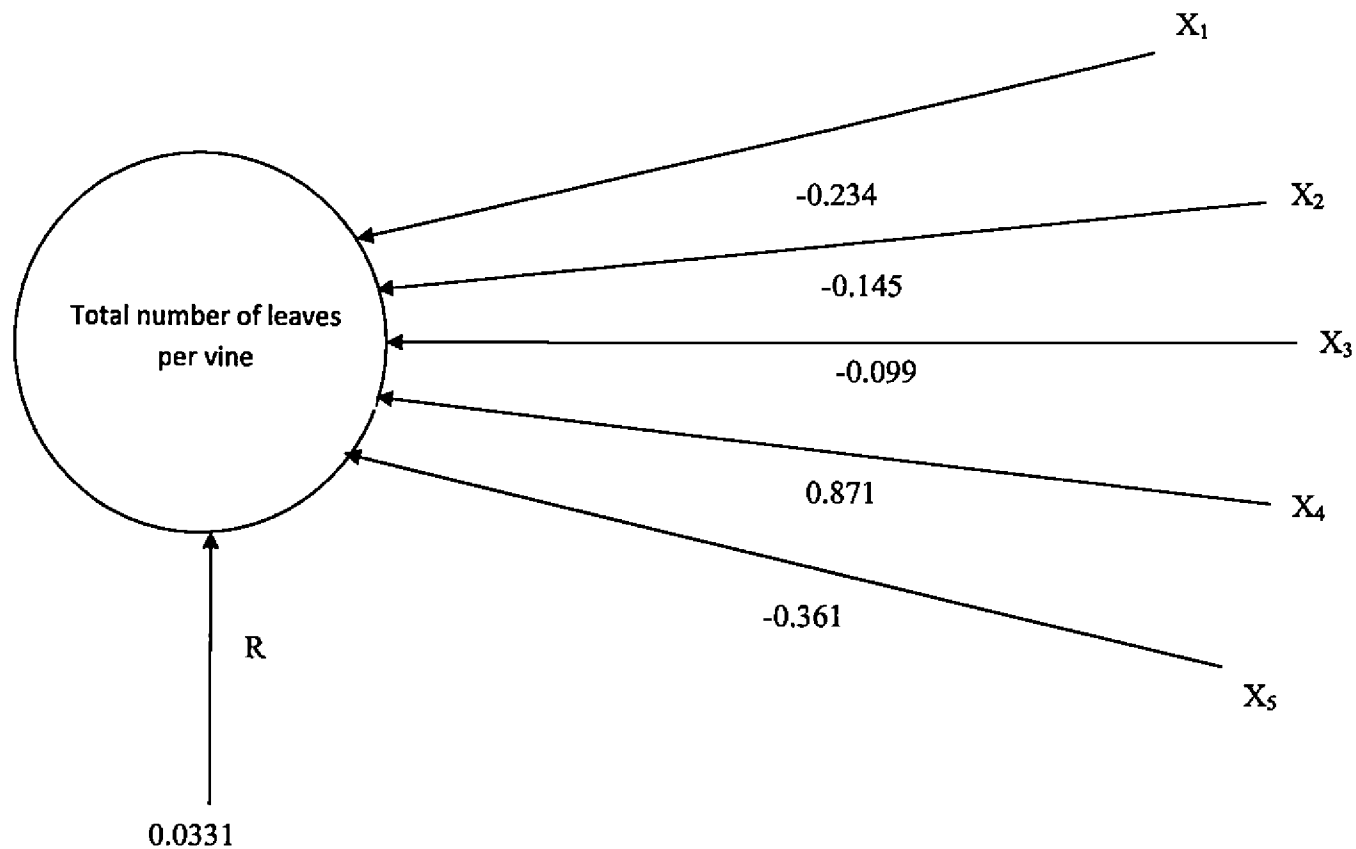 X₁
-0.234
X₂
-0.145
Total number of leaves
per vine
X₃
-0.099
X₄
0.871
X₅
-0.361
R
0.0331